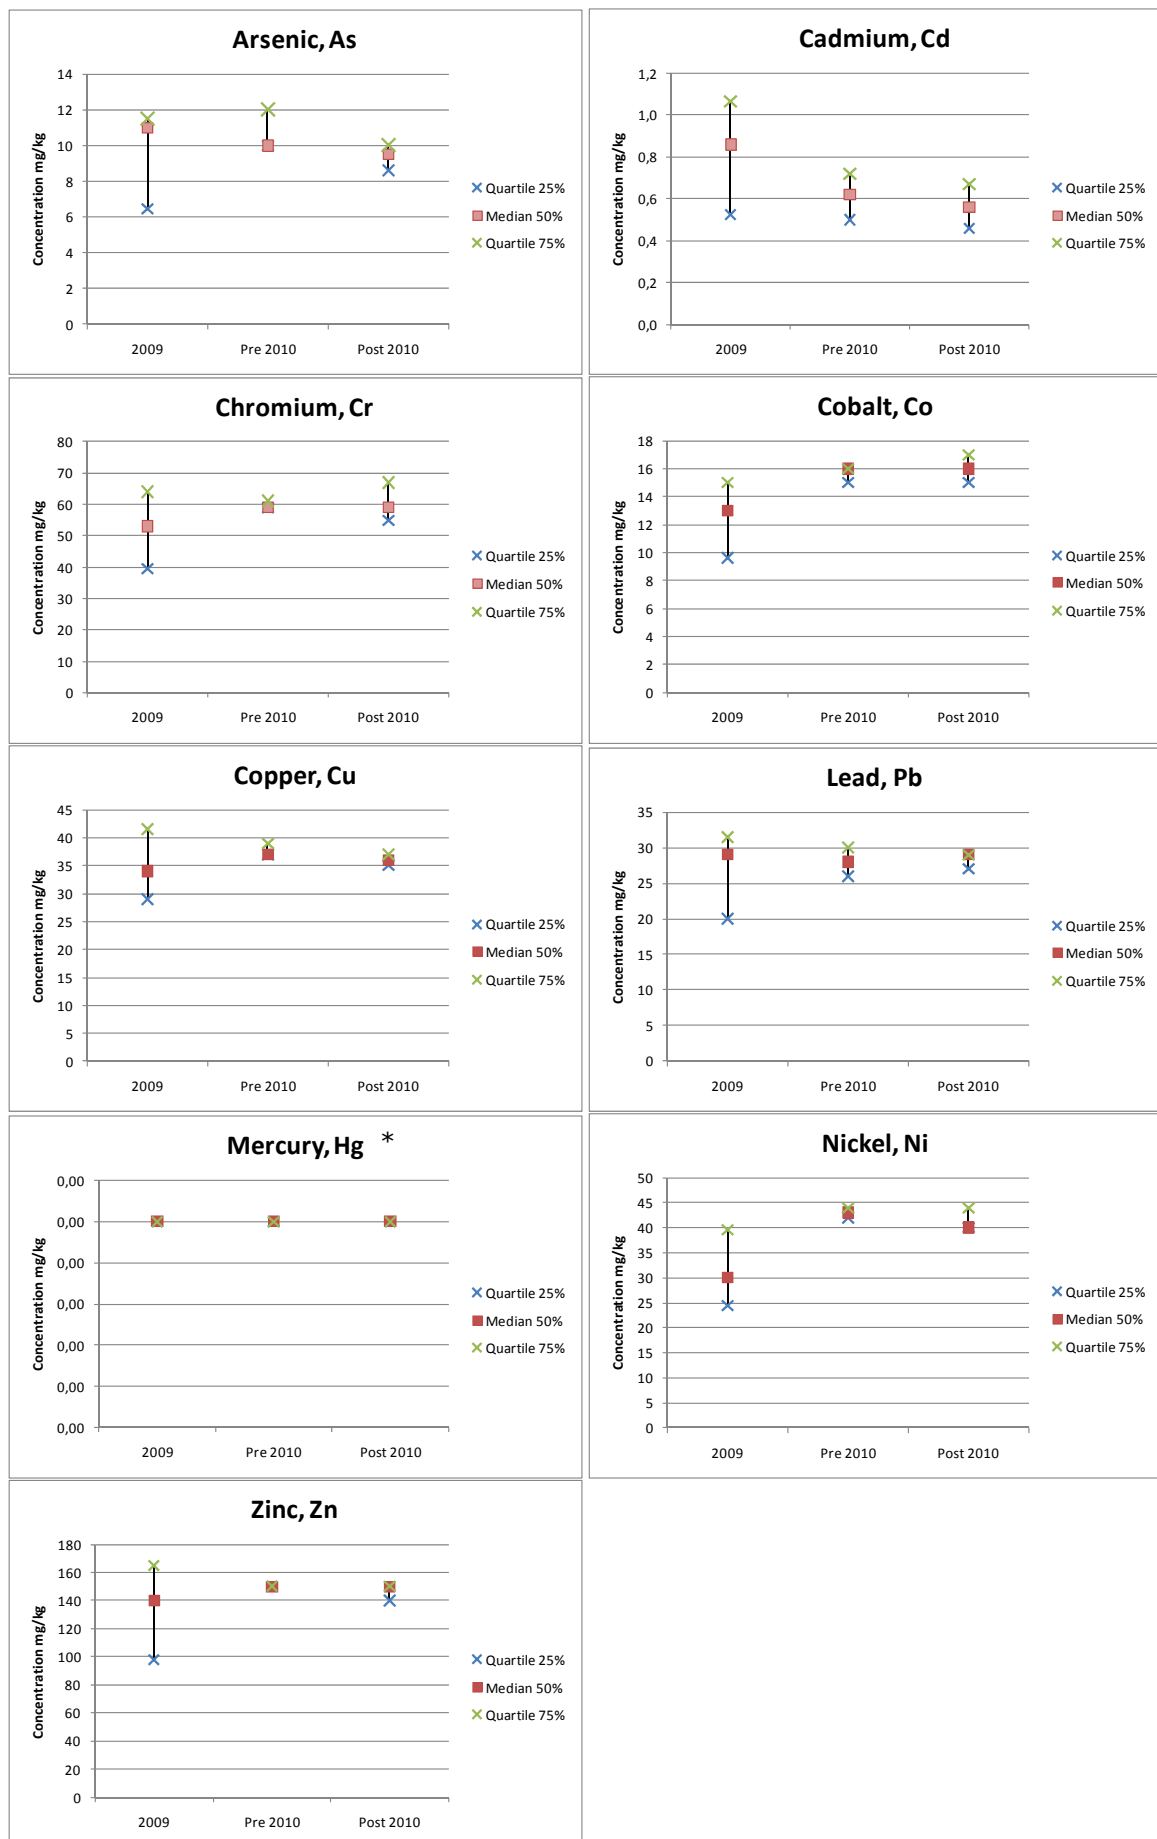 Arsenic, As
14
12
10
8
6
4
2
0
Concentration mg/kg
2009
Pre 2010
Post 2010
Quartile 25%
Median 50%
Quartile 75%
Cadmium, Cd
1,2
1,0
0,8
0,6
0,4
0,2
0,0
Concentration mg/kg
2009
Pre 2010
Post 2010
Quartile 25%
Median 50%
Quartile 75%
Chromium, Cr
80
70
60
50
40
30
20
10
0
Concentration mg/kg
2009
Pre 2010
Post 2010
Quartile 25%
Median 50%
Quartile 75%
Cobalt, Co
18
16
14
12
10
8
6
4
2
0
Concentration mg/kg
2009
Pre 2010
Post 2010
Quartile 25%
Median 50%
Quartile 75%
Copper, Cu
45
40
35
30
25
20
15
10
5
0
Concentration mg/kg
2009
Pre 2010
Post 2010
Quartile 25%
Median 50%
Quartile 75%
Lead, Pb
35
30
25
20
15
10
5
0
Concentration mg/kg
2009
Pre 2010
Post 2010
Quartile 25%
Median 50%
Quartile 75%
Mercury, Hg *
0,00
0,00
0,00
0,00
0,00
0,00
0,00
Concentration mg/kg
2009
Pre 2010
Post 2010
Quartile 25%
Median 50%
Quartile 75%
Nickel, Ni
50
45
40
35
30
25
20
15
10
5
0
Concentration mg/kg
2009
Pre 2010
Post 2010
Quartile 25%
Median 50%
Quartile 75%
Zinc, Zn
180
160
140
120
100
80
60
40
20
0
Concentration mg/kg
2009
Pre 2010
Post 2010
Quartile 25%
Median 50%
Quartile 75%